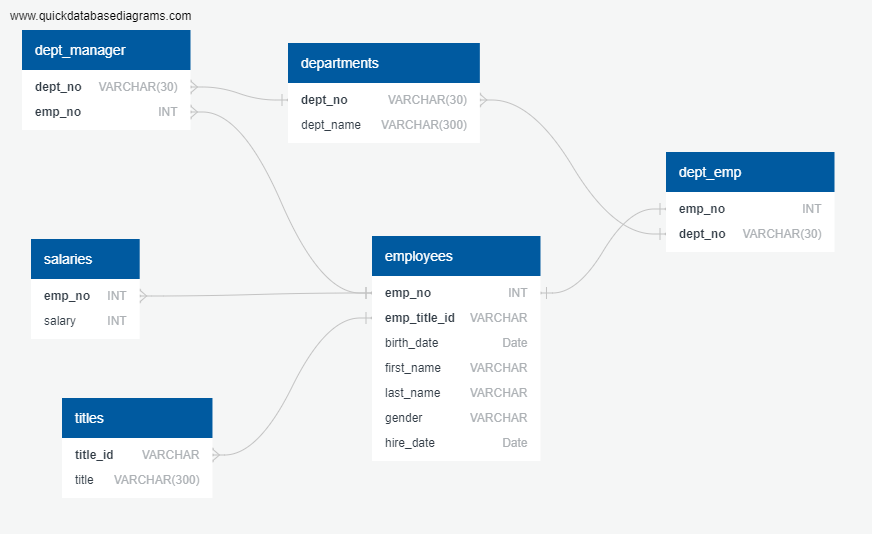 www.quickdatabasediagrams.com
dept_manager
dept_no VARCHAR(30)
emp_no INT
departments
dept_no VARCHAR(30)
dept_name VARCHAR(300)
dept_emp
emp_no INT
dept_no VARCHAR(30)
salaries
emp_no INT
salary INT
employees
emp_no INT
emp_title_id VARCHAR
birth_date Date
first_name VARCHAR
last_name VARCHAR
gender VARCHAR
hire_date Date
titles
title_id VARCHAR
title VARCHAR(300)